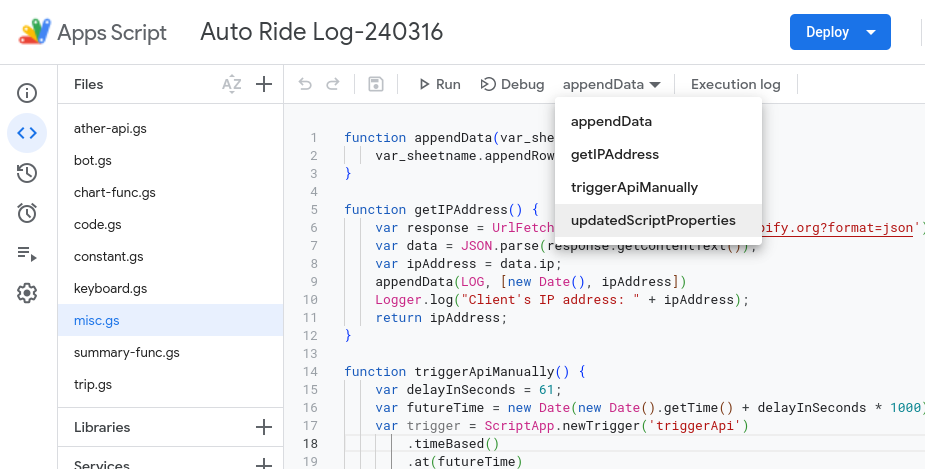 Apps Script Auto Ride Log-240316 Deploy
Files AZ Run Debug appendData Execution log
ather-api.gs
bot.gs
chart-func.gs
code.gs
constant.gs
keyboard.gs
misc.gs
summary-func.gs
trip.gs
Libraries
Services
appendData
getIPAddress
triggerApiManually
updatedScriptProperties
1 function appendData(var_she
2 var_sheetname.appendRow
3 }
4
5 function getIPAddress() {
6 var response = UrlFetch pify.org?format=json')
7 var data = JSON.parse(response.getContentText());
8 var ipAddress = data.ip;
9 appendData(LOG, [new Date(), ipAddress])
10 Logger.log("Client's IP address: " + ipAddress);
11 return ipAddress;
12 }
13
14 function triggerApiManually() {
15 var delayInSeconds = 61;
16 var futureTime = new Date(new Date().getTime() + delayInSeconds * 1000)
17 var trigger = ScriptApp.newTrigger('triggerApi')
18 .timeBased()
19 .at(futureTime)